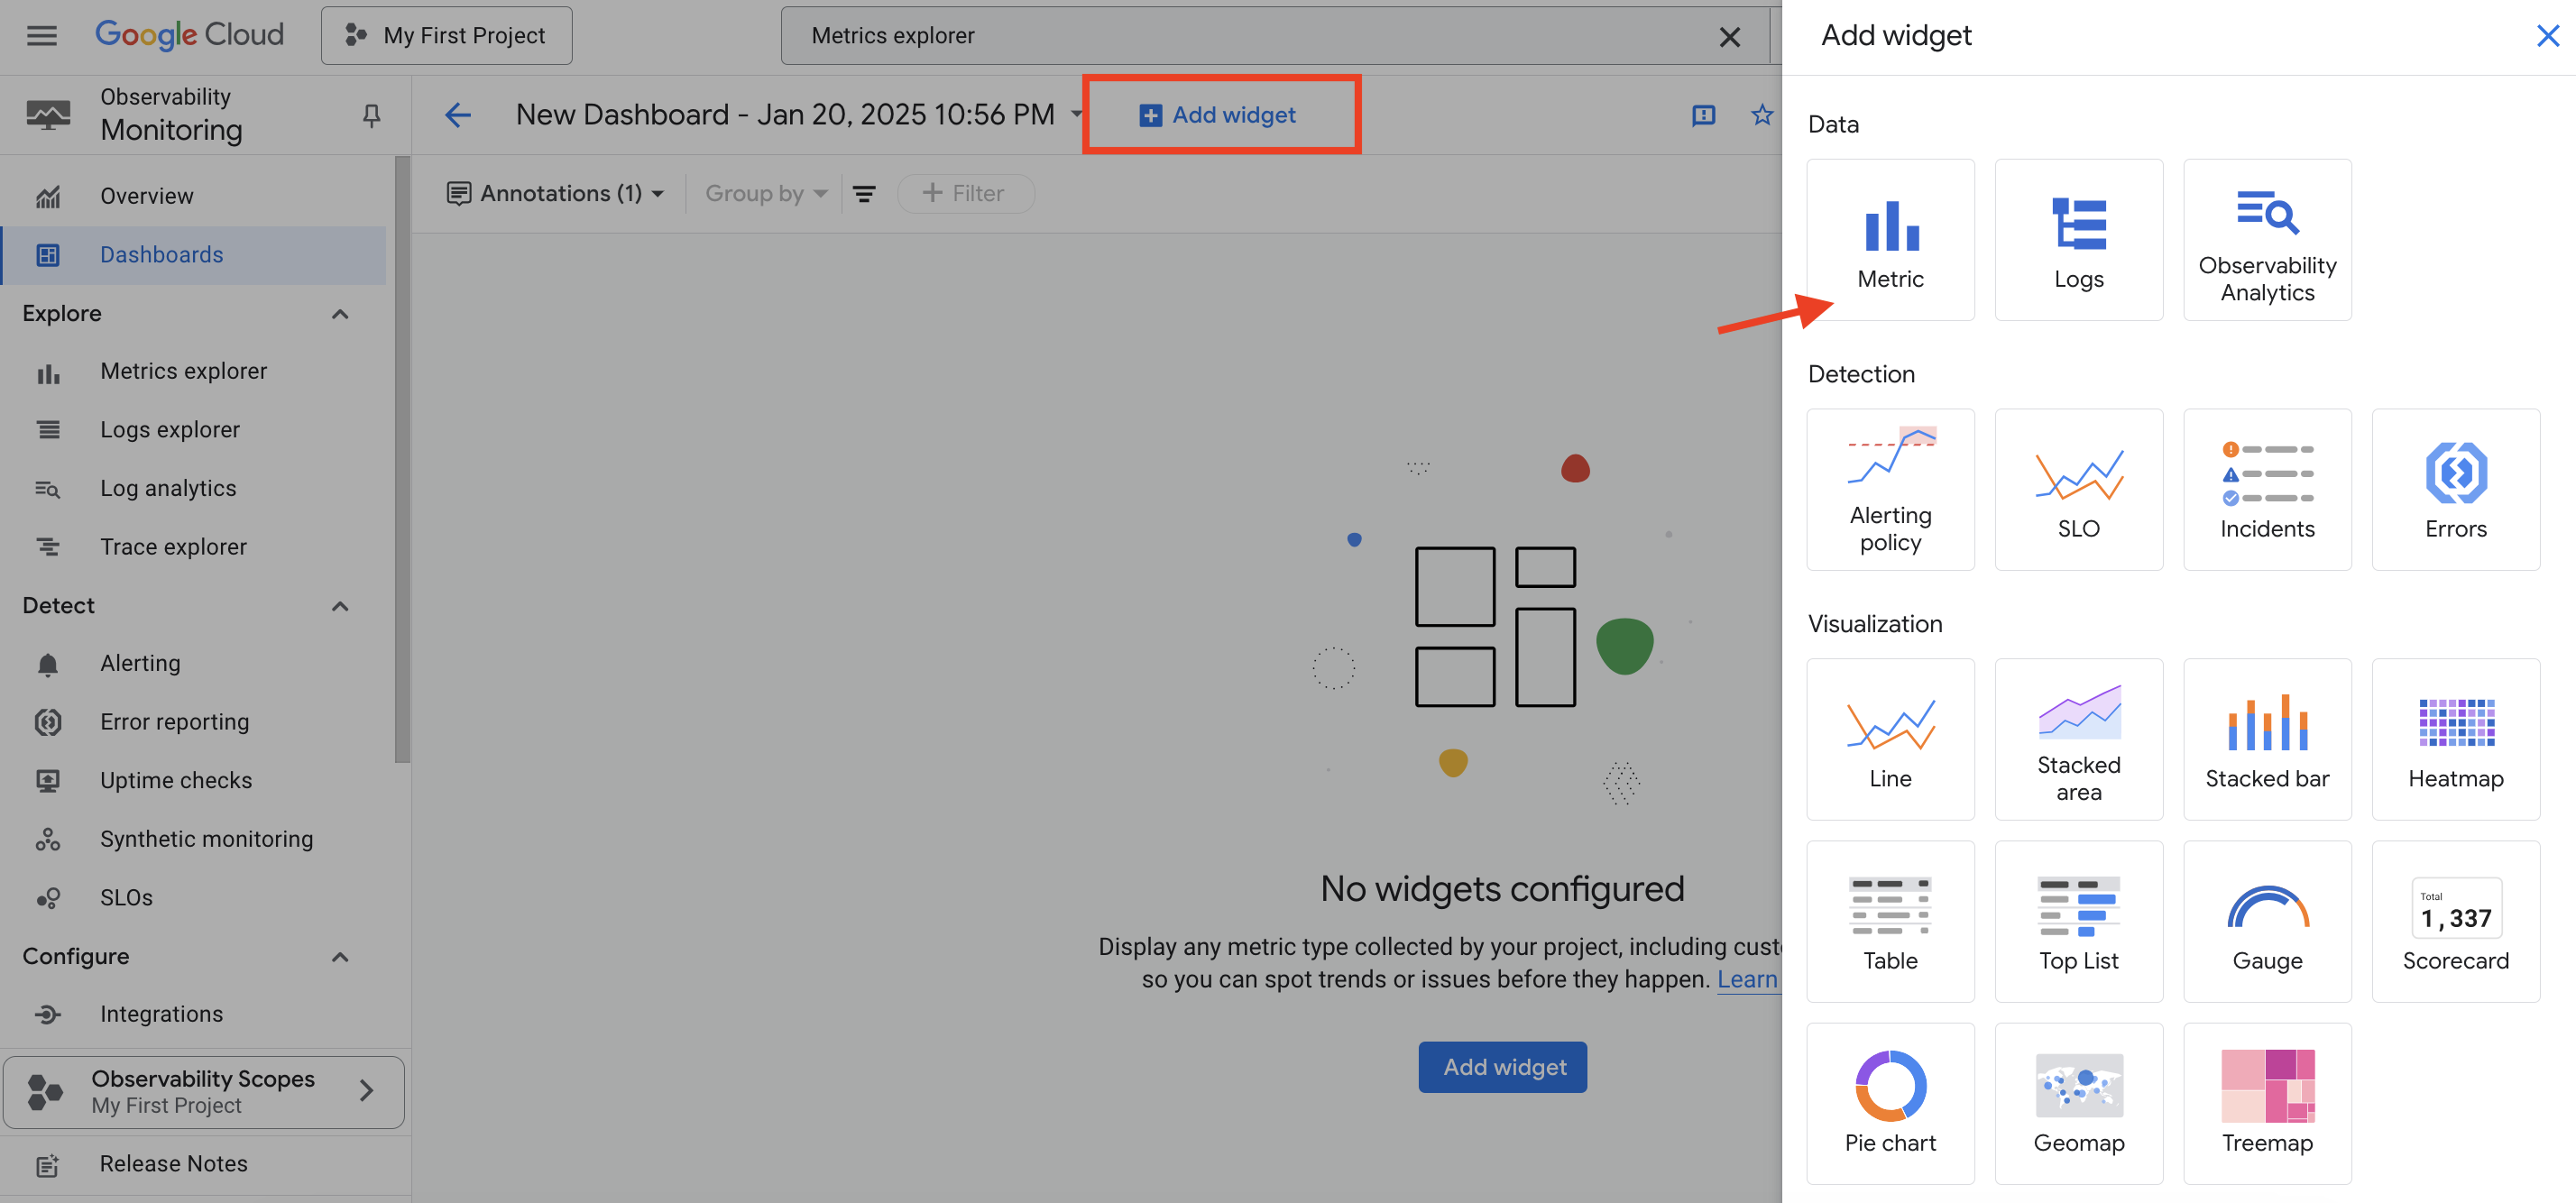 Google Cloud
My First Project
Metrics explorer
Observability
Monitoring
Overview
Dashboards
Explore
Metrics explorer
Logs explorer
Log analytics
Trace explorer
Detect
Alerting
Error reporting
Uptime checks
Synthetic monitoring
SLOs
Configure
Integrations
Observability Scopes
My First Project
Release Notes
New Dashboard - Jan 20, 2025 10:56 PM
Add widget
Annotations (1)
Group by
Filter
No widgets configured
Display any metric type collected by your project, including cust
so you can spot trends or issues before they happen. Learn
Add widget
Add widget
Data
Metric
Logs
Observability
Analytics
Detection
Alerting
policy
SLO
Incidents
Errors
Visualization
Line
Stacked
area
Stacked bar
Heatmap
Table
Top List
Gauge
Total
1,337
Scorecard
Pie chart
Geomap
Treemap